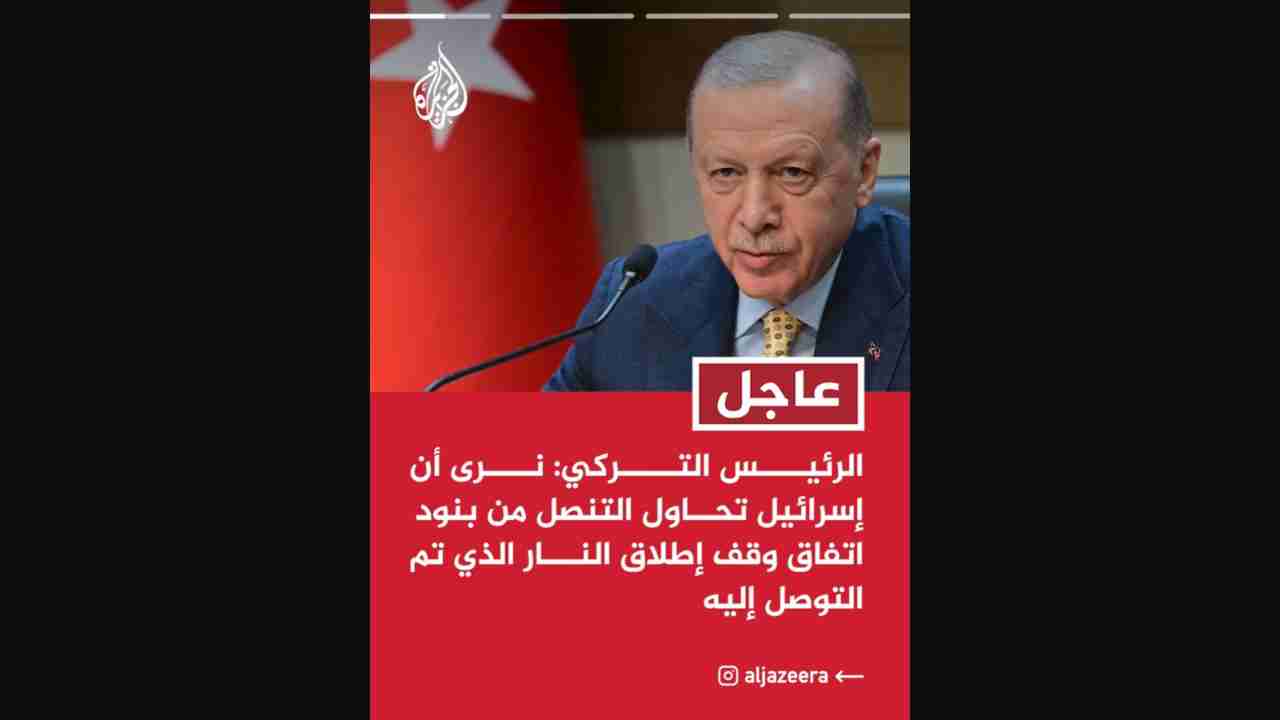 الجزيرة
عاجل
الرئيس التركي: نرى أن
إسرائيل تحاول التنصل من بنود
اتفاق وقف إطلاق النار الذي تم
التوصل إليه
aljazeera